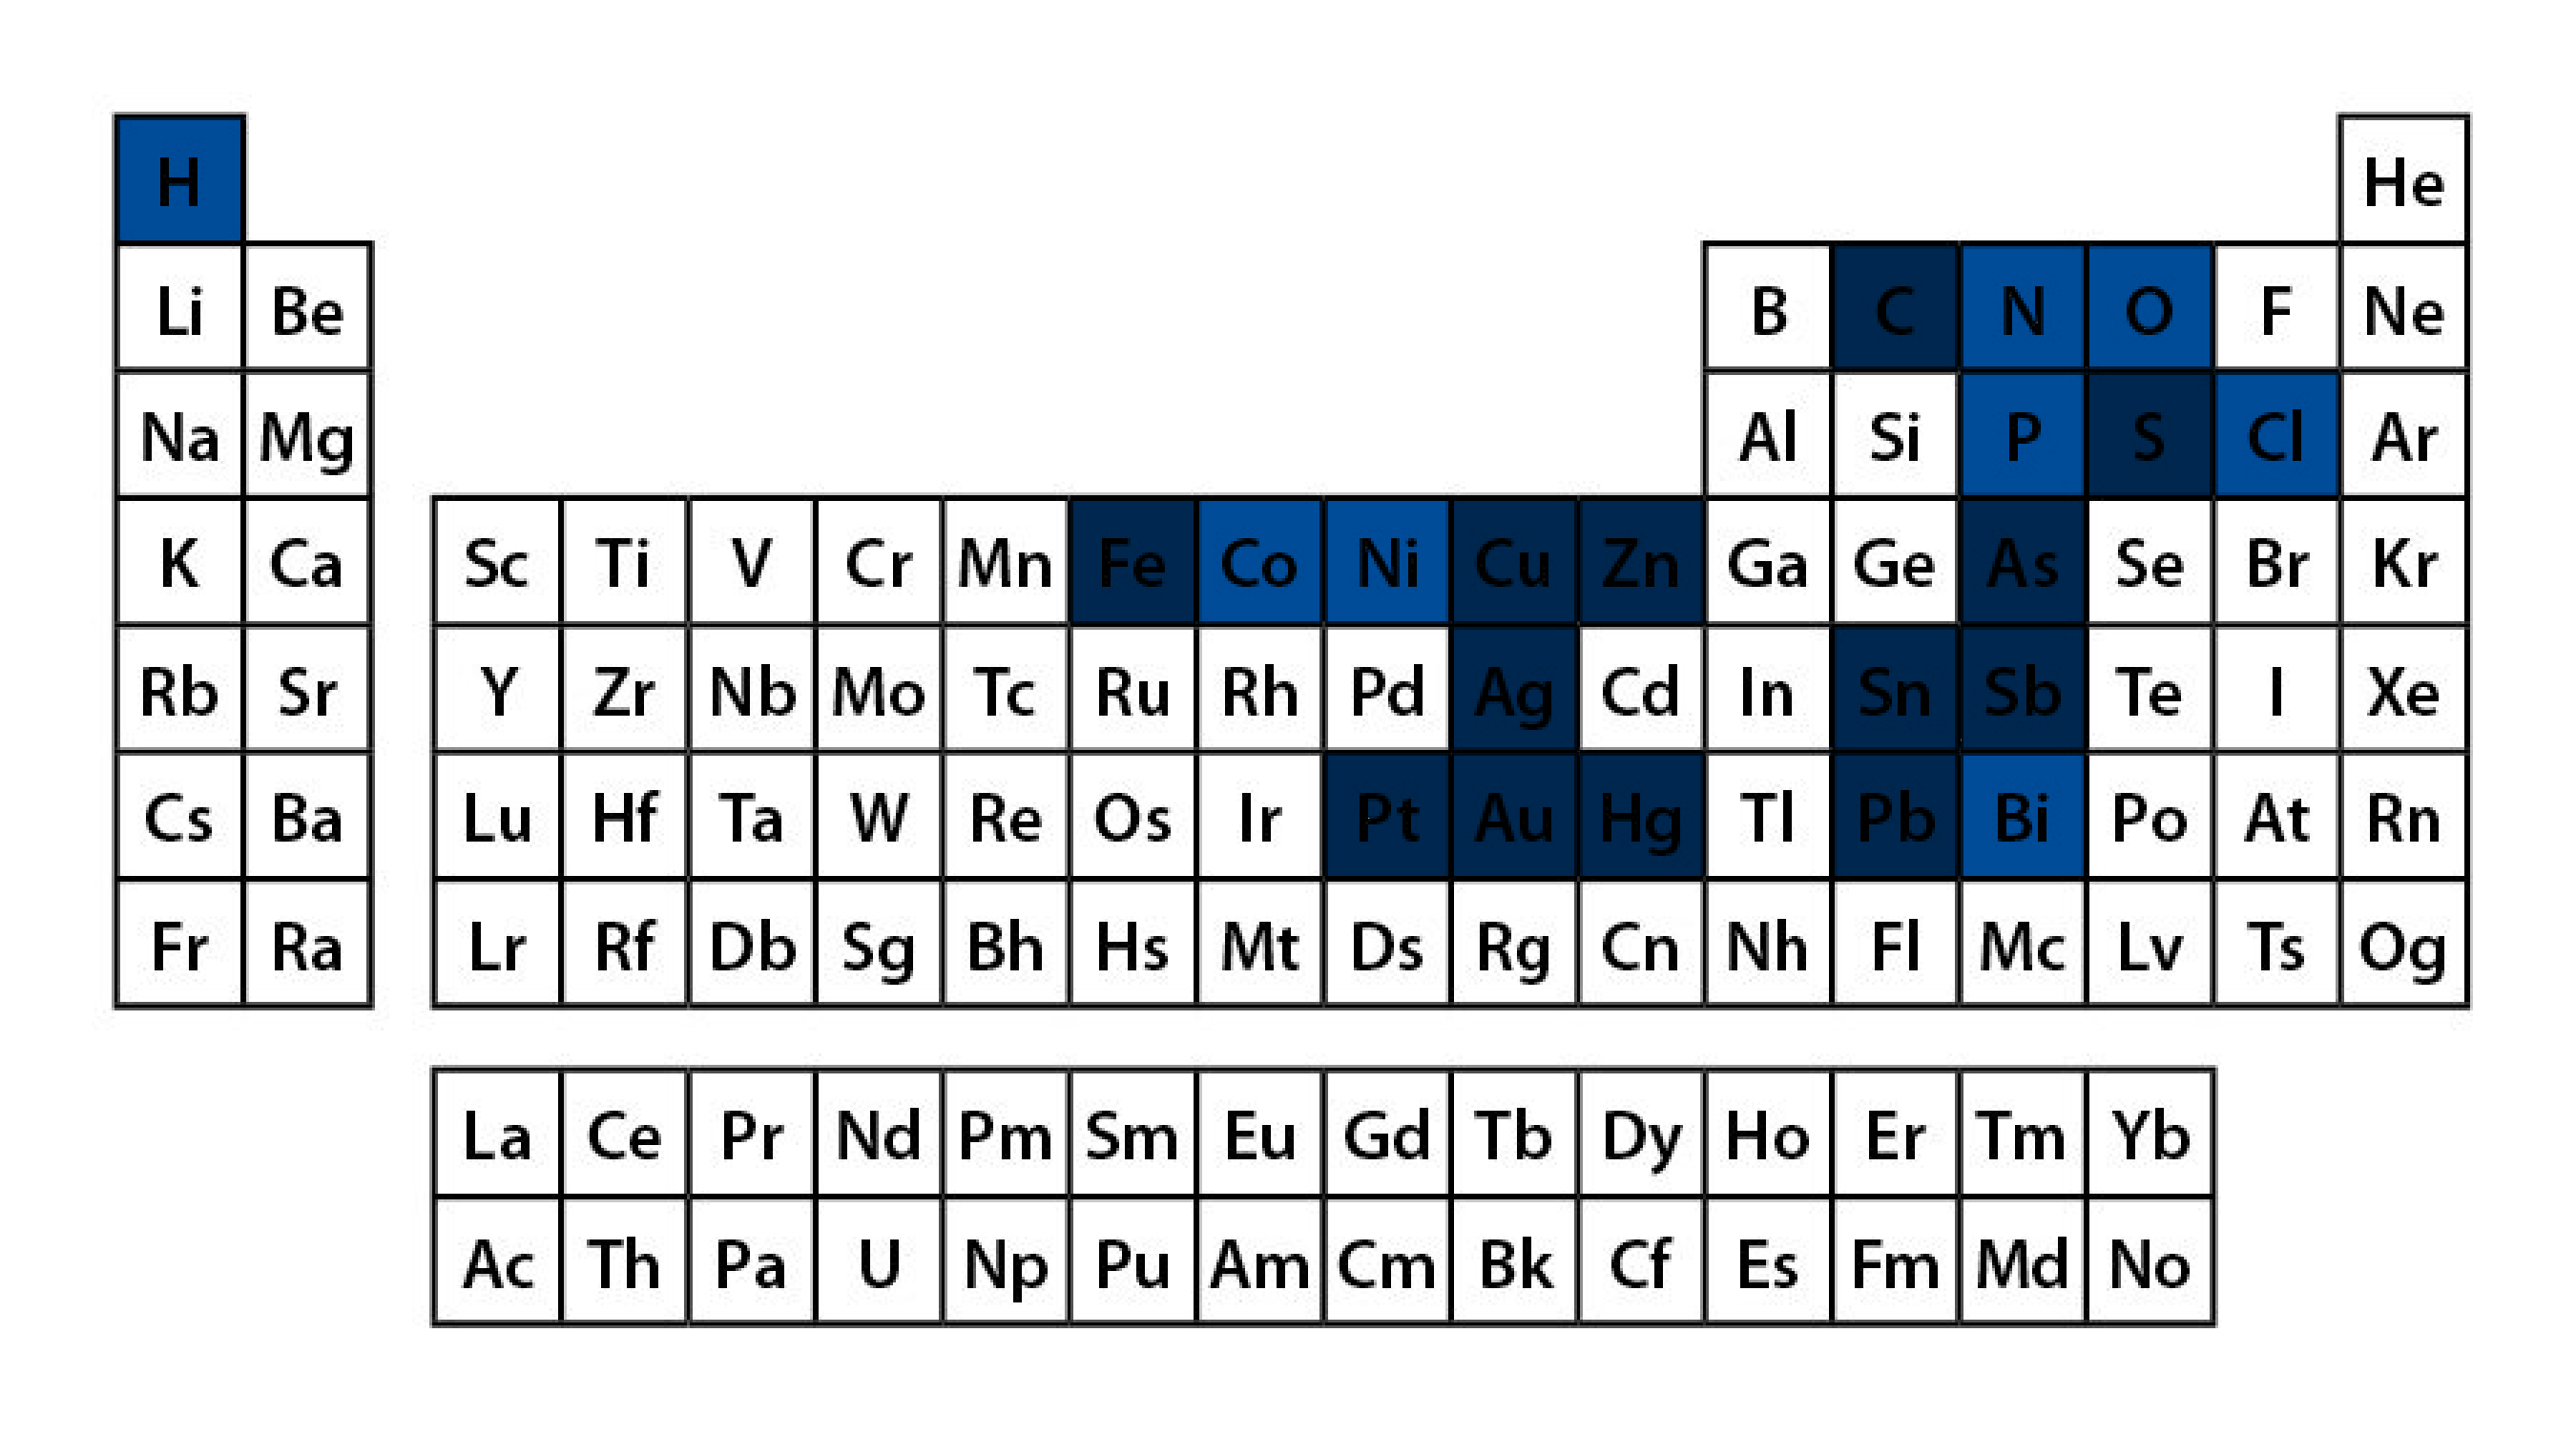 H He
Li Be B C N O F Ne
Na Mg Al Si P S Cl Ar
K Ca Sc Ti V Cr Mn Fe Co Ni Cu Zn Ga Ge As Se Br Kr
Rb Sr Y Zr Nb Mo Tc Ru Rh Pd Ag Cd In Sn Sb Te I Xe
Cs Ba Lu Hf Ta W Re Os Ir Pt Au Hg Tl Pb Bi Po At Rn
Fr Ra Lr Rf Db Sg Bh Hs Mt Ds Rg Cn Nh Fl Mc Lv Ts Og
La Ce Pr Nd Pm Sm Eu Gd Tb Dy Ho Er Tm Yb
Ac Th Pa U Np Pu Am Cm Bk Cf Es Fm Md No